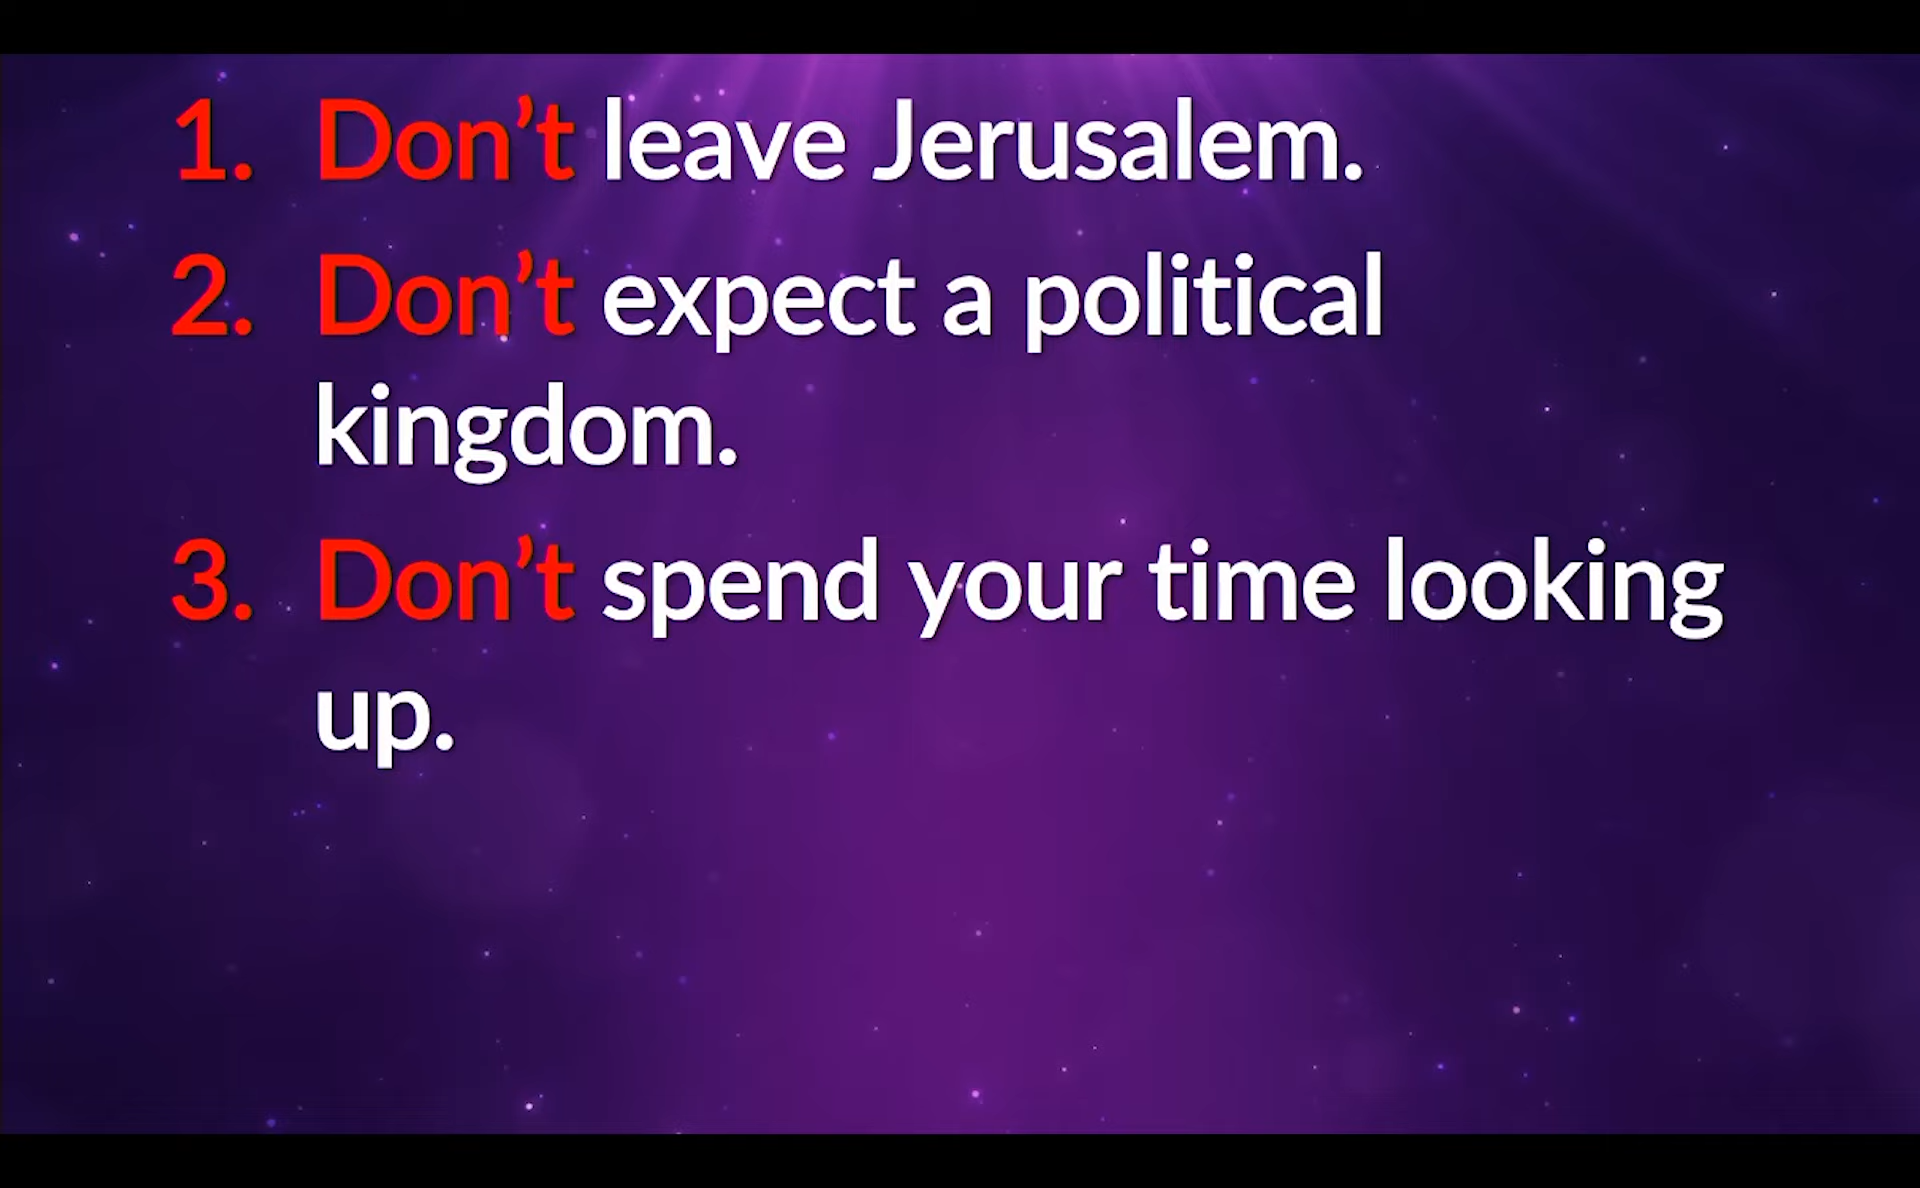 1. Don’t leave Jerusalem.
2. Don’t expect a political
kingdom.
3. Don’t spend your time looking
up.